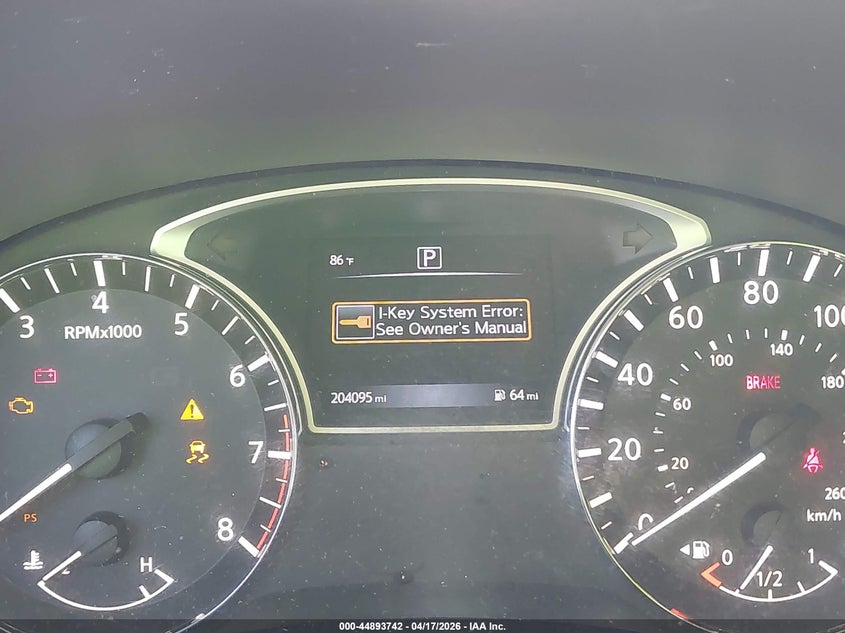 86 °F
P
I-Key System Error:
See Owner's Manual
204095 mi
64 mi
3
4
5
6
7
8
RPMx1000
PS
H
0
20
40
60
80
100
20
60
100
140
180
260
km/h
BRAKE
0
1/2
1
000-44893742 - 04/17/2026 - IAA Inc.